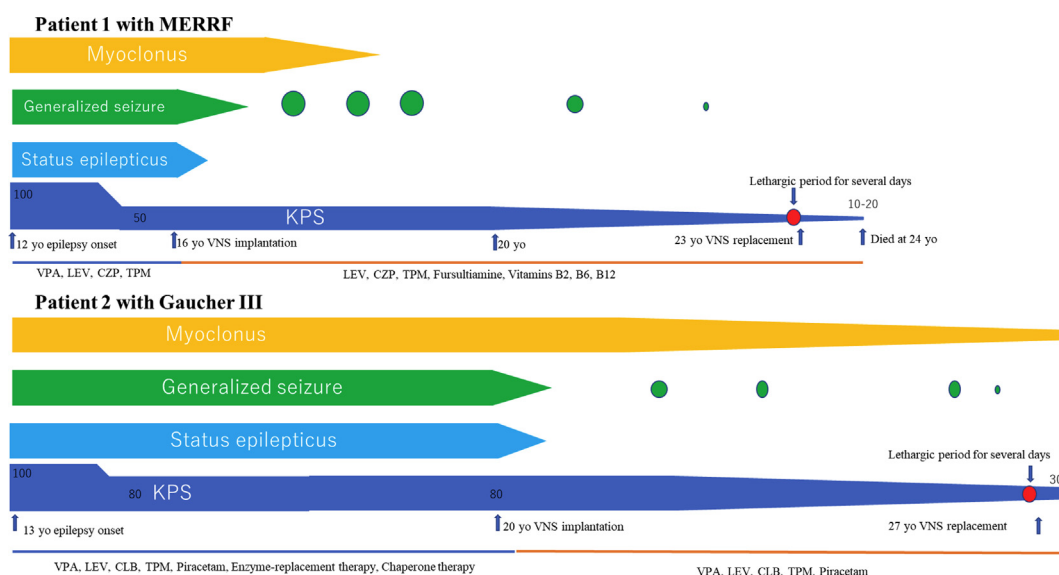 Patient 1 with MERRF
Myoclonus
Generalized seizure
Status epilepticus
Lethargic period for several days
100
50
KPS
10-20
12 yo epilepsy onset
16 yo VNS implantation
20 yo
23 yo VNS replacement
Died at 24 yo
VPA, LEV, CZP, TPM
LEV, CZP, TPM, Fursultiamine, Vitamins B2, B6, B12
Patient 2 with Gaucher III
Myoclonus
Generalized seizure
Status epilepticus
Lethargic period for several days
100
80
KPS
80
30
13 yo epilepsy onset
20 yo VNS implantation
27 yo VNS replacement
VPA, LEV, CLB, TPM, Piracetam, Enzyme-replacement therapy, Chaperone therapy
VPA, LEV, CLB, TPM, Piracetam